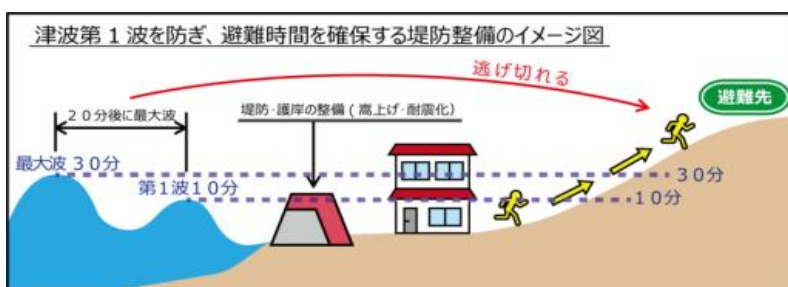 津波第1波を防ぎ、避難時間を確保する堤防整備のイメージ図
逃げ切れる
避難先
20分後に最大波
堤防・護岸の整備(嵩上げ・耐震化)
最大波30分
30分
第1波10分
10分